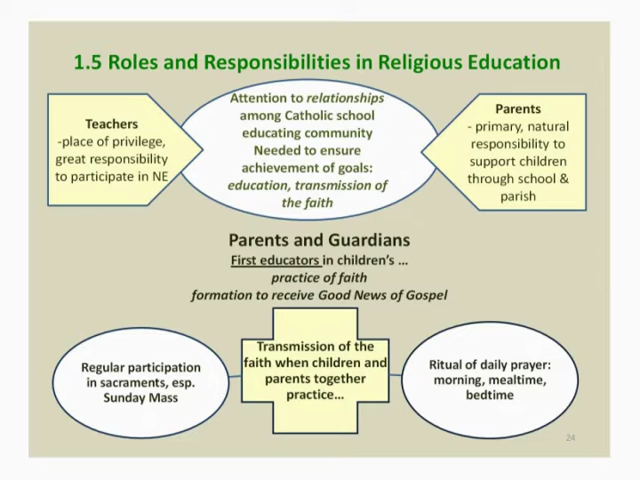 1.5 Roles and Responsibilities in Religious Education
Teachers
-place of privilege,
great responsibility
to participate in NE
Attention to relationships
among Catholic school
educating community
Needed to ensure
achievement of goals:
education, transmission of
the faith
Parents
- primary, natural
responsibility to
support children
through school &
parish
Parents and Guardians
First educators in children's …
practice of faith
formation to receive Good News of Gospel
Regular participation
in sacraments, esp.
Sunday Mass
Transmission of the
faith when children and
parents together
practice…
Ritual of daily prayer:
morning, mealtime,
bedtime
24